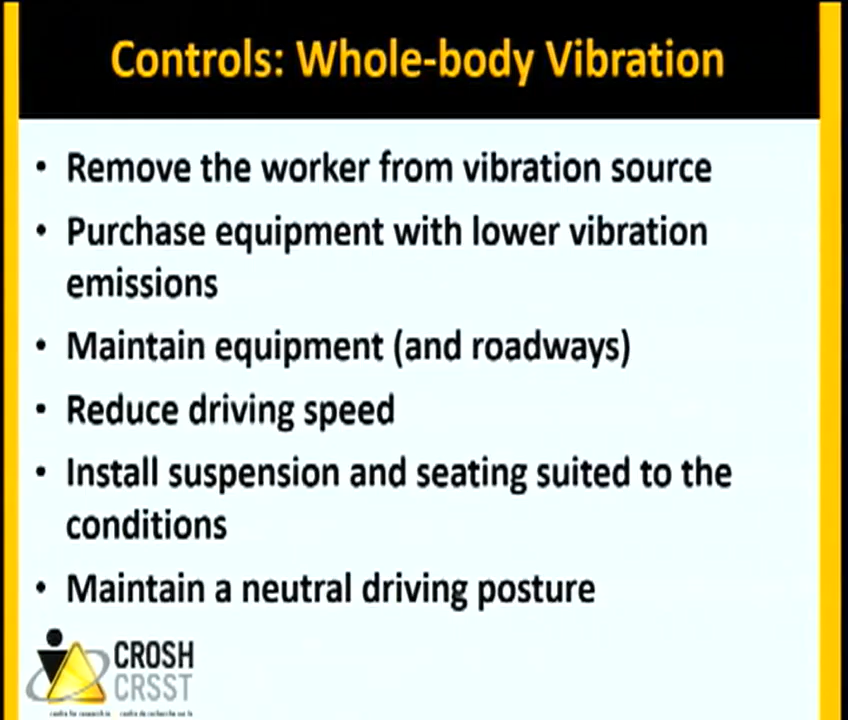 Controls: Whole-body Vibration
• Remove the worker from vibration source
• Purchase equipment with lower vibration
emissions
• Maintain equipment (and roadways)
• Reduce driving speed
• Install suspension and seating suited to the
conditions
• Maintain a neutral driving posture
CROSH
CRSST